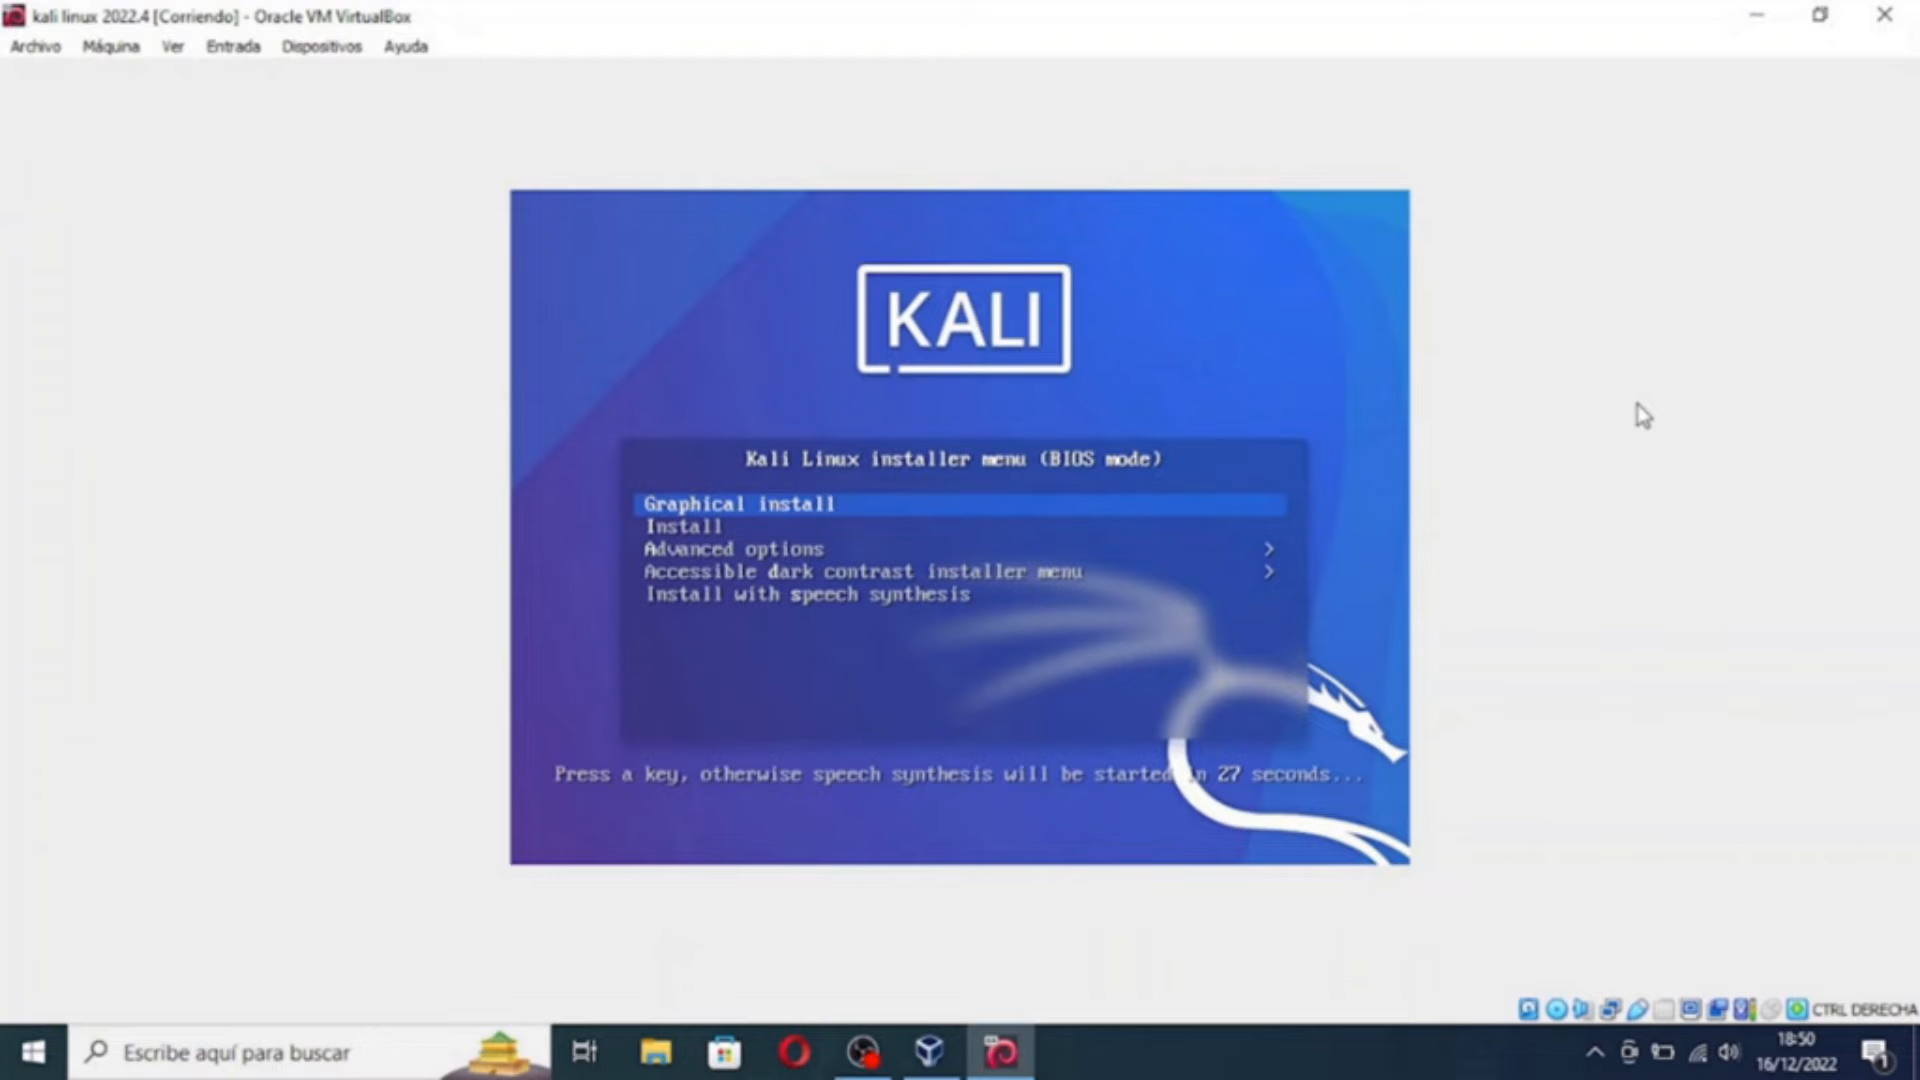 kali linux 2022.4 [Corriendo] - Oracle VM VirtualBox
Archivo Máquina Ver Entrada Dispositivos Ayuda
KALI
Kali Linux installer menu (BIOS mode)
Graphical install
Install
Advanced options >
Accessible dark contrast installer menu >
Install with speech synthesis
Press a key, otherwise speech synthesis will be started in 27 seconds...
CTRL DERECHA
Escribe aquí para buscar
18:50
16/12/2022
1